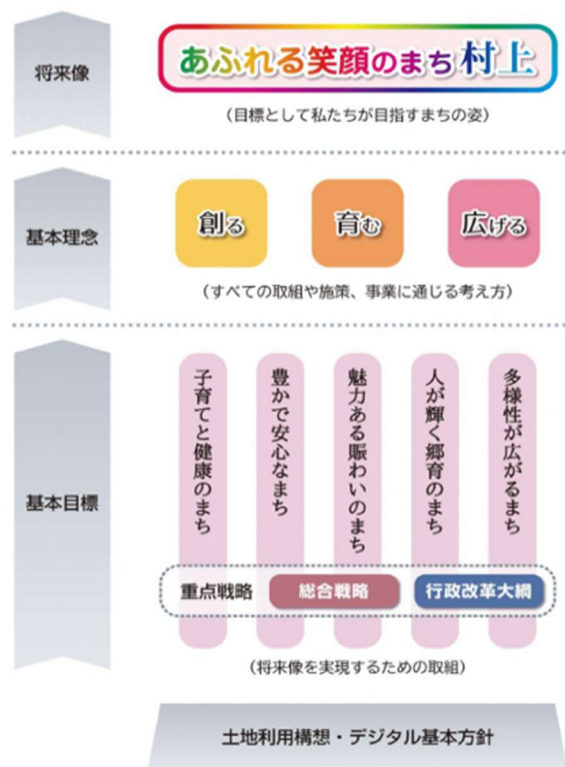 将来像
あふれる笑顔のまち村上
（目標として私たちが目指すまちの姿）
基本理念
創る
育む
広げる
（すべての取組や施策、事業に通じる考え方）
基本目標
子育てと健康のまち
豊かで安心なまち
魅力ある賑わいのまち
人が輝く郷育のまち
多様性が広がるまち
重点戦略
総合戦略
行政改革大綱
（将来像を実現するための取組）
土地利用構想・デジタル基本方針